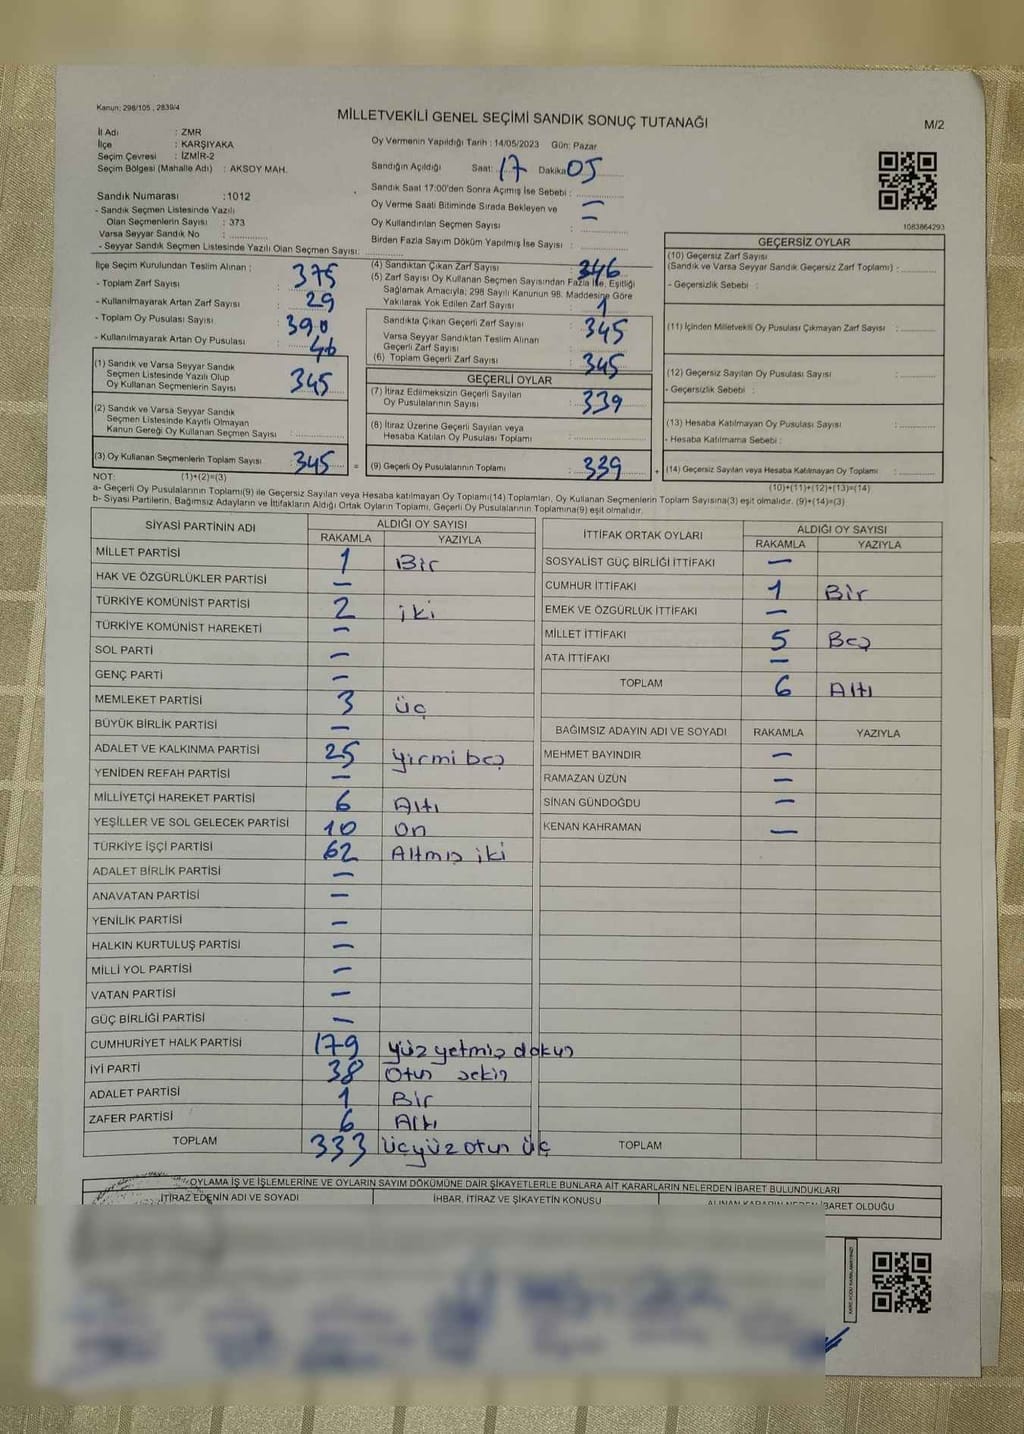 Kanun: 298/105 , 2839/4
MİLLETVEKİLİ GENEL SEÇİMİ SANDIK SONUÇ TUTANAĞI
M/2
İl Adı : ZMR
İlçe : KARŞIYAKA
Seçim Çevresi : İZMİR-2
Seçim Bölgesi (Mahalle Adı) : AKSOY MAH.
Sandık Numarası :1012
- Sandık Seçmen Listesinde Yazılı
Olan Seçmenlerin Sayısı : 373
Varsa Seyyar Sandık No :
- Seyyar Sandık Seçmen Listesinde Yazılı Olan Seçmen Sayısı:
Oy Vermenin Yapıldığı Tarih : 14/05/2023 Gün: Pazar
Sandığın Açıldığı Saat: 17 Dakika 05
Sandık Saat 17:00'den Sonra Açımış İse Sebebi :
Oy Verme Saati Bitiminde Sırada Bekleyen ve —
Oy Kullandırılan Seçmen Sayısı : —
Birden Fazla Sayım Döküm Yapılmış İse Sayısı :
1083864293
İlçe Seçim Kurulundan Teslim Alınan :
- Toplam Zarf Sayısı : 375
- Kullanılmayarak Artan Zarf Sayısı : 29
- Toplam Oy Pusulası Sayısı : 390
- Kullanılmayarak Artan Oy Pusulası 46
(1) Sandık ve Varsa Seyyar Sandık
Seçmen Listesinde Yazılı Olup
Oy Kullanan Seçmenlerin Sayısı : 345
(2) Sandık ve Varsa Seyyar Sandık
Seçmen Listesinde Kayıtlı Olmayan
Kanun Gereği Oy Kullanan Seçmen Sayısı :
(3) Oy Kullanan Seçmenlerin Toplam Sayısı : 345 =
(4) Sandıktan Çıkan Zarf Sayısı : 346
(5) Zarf Sayısı Oy Kullanan Seçmen Sayısından Fazla İse, Eşitliği
Sağlamak Amacıyla; 298 Sayılı Kanunun 98. Maddesine Göre
Yakılarak Yok Edilen Zarf Sayısı : 1
Sandıkta Çıkan Geçerli Zarf Sayısı : 345
Varsa Seyyar Sandıktan Teslim Alınan
Geçerli Zarf Sayısı :
(6) Toplam Geçerli Zarf Sayısı : 345
GEÇERLİ OYLAR
(7) İtiraz Edilmeksizin Geçerli Sayılan
Oy Pusulalarının Sayısı : 339
(8) İtiraz Üzerine Geçerli Sayılan veya
Hesaba Katılan Oy Pusulası Toplamı :
(9) Geçerli Oy Pusulalarının Toplamı : 339 +
GEÇERSİZ OYLAR
(10) Geçersiz Zarf Sayısı
(Sandık ve Varsa Seyyar Sandık Geçersiz Zarf Toplamı) :
- Geçersizlik Sebebi :
(11) İçinden Milletvekili Oy Pusulası Çıkmayan Zarf Sayısı :
(12) Geçersiz Sayılan Oy Pusulası Sayısı :
- Geçersizlik Sebebi :
(13) Hesaba Katılmayan Oy Pusulası Sayısı :
- Hesaba Katılmama Sebebi :
(14) Geçersiz Sayılan veya Hesaba Katılmayan Oy Toplamı :
NOT: (1)+(2)=(3)
(10)+(11)+(12)+(13)=(14)
a- Geçerli Oy Pusulalarının Toplamı(9) ile Geçersiz Sayılan veya Hesaba katılmayan Oy Toplamı(14) Toplamları, Oy Kullanan Seçmenlerin Toplam Sayısına(3) eşit olmalıdır. (9)+(14)=(3)
b- Siyasi Partilerin, Bağımsız Adayların ve İttifakların Aldığı Ortak Oyların Toplamı, Geçerli Oy Pusulalarının Toplamına(9) eşit olmalıdır.
SİYASİ PARTİNİN ADI ALDIĞI OY SAYISI
RAKAMLA YAZIYLA
MİLLET PARTİSİ 1 Bir
HAK VE ÖZGÜRLÜKLER PARTİSİ —
TÜRKİYE KOMÜNİST PARTİSİ 2 iki
TÜRKİYE KOMÜNİST HAREKETİ —
SOL PARTİ —
GENÇ PARTİ —
MEMLEKET PARTİSİ 3 üç
BÜYÜK BİRLİK PARTİSİ —
ADALET VE KALKINMA PARTİSİ 25 yirmi beş
YENİDEN REFAH PARTİSİ —
MİLLİYETÇİ HAREKET PARTİSİ 6 Altı
YEŞİLLER VE SOL GELECEK PARTİSİ 10 On
TÜRKİYE İŞÇİ PARTİSİ 62 Altmış iki
ADALET BİRLİK PARTİSİ —
ANAVATAN PARTİSİ —
YENİLİK PARTİSİ —
HALKIN KURTULUŞ PARTİSİ —
MİLLİ YOL PARTİSİ —
VATAN PARTİSİ —
GÜÇ BİRLİĞİ PARTİSİ —
CUMHURİYET HALK PARTİSİ 179 yüz yetmiş dokuz
İYİ PARTİ 38 Otuz sekiz
ADALET PARTİSİ 1 Bir
ZAFER PARTİSİ 6 Altı
TOPLAM 333 üçyüz otuz üç
İTTİFAK ORTAK OYLARI ALDIĞI OY SAYISI
RAKAMLA YAZIYLA
SOSYALİST GÜÇ BİRLİĞİ İTTİFAKI —
CUMHUR İTTİFAKI 1 Bir
EMEK VE ÖZGÜRLÜK İTTİFAKI —
MİLLET İTTİFAKI 5 Beş
ATA İTTİFAKI —
TOPLAM 6 Altı
BAĞIMSIZ ADAYIN ADI VE SOYADI RAKAMLA YAZIYLA
MEHMET BAYINDIR —
RAMAZAN ÜZÜN —
SİNAN GÜNDOĞDU —
KENAN KAHRAMAN —
TOPLAM
OYLAMA İŞ VE İŞLEMLERİNE VE OYLARIN SAYIM DÖKÜMÜNE DAİR ŞİKAYETLERLE BUNLARA AİT KARARLARIN NELERDEN İBARET BULUNDUKLARI
İTİRAZ EDENİN ADI VE SOYADI İHBAR, İTİRAZ VE ŞİKAYETİN KONUSU ALINAN KARARIN NEDEN İBARET OLDUĞU